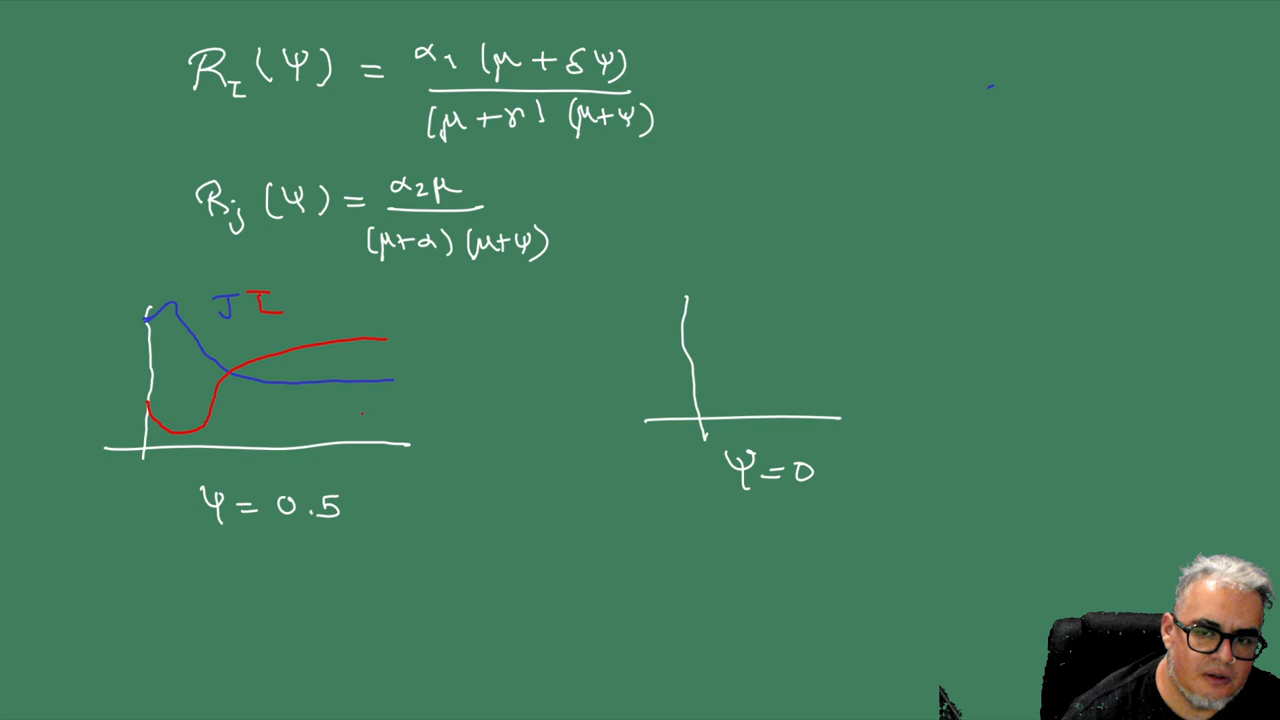 R_I (ψ) = α₁ (μ + δψ) / (μ + γ) (μ+ψ)
R_j (ψ) = α₂μ / (μ+α) (μ+ψ)
J I
ψ = 0.5
ψ = 0